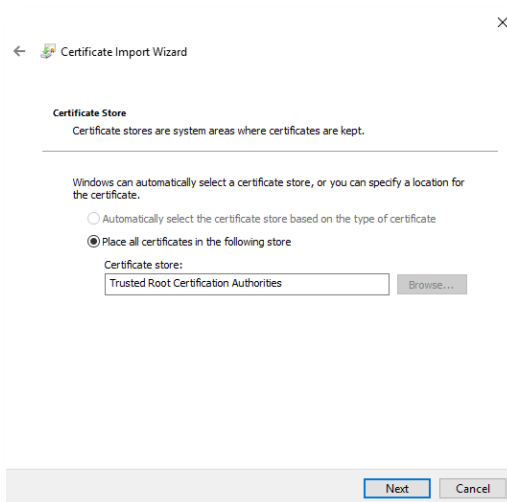 Certificate Import Wizard
Certificate Store
Certificate stores are system areas where certificates are kept.
Windows can automatically select a certificate store, or you can specify a location for
the certificate.
Automatically select the certificate store based on the type of certificate
Place all certificates in the following store
Certificate store:
Trusted Root Certification Authorities
Browse...
Next
Cancel